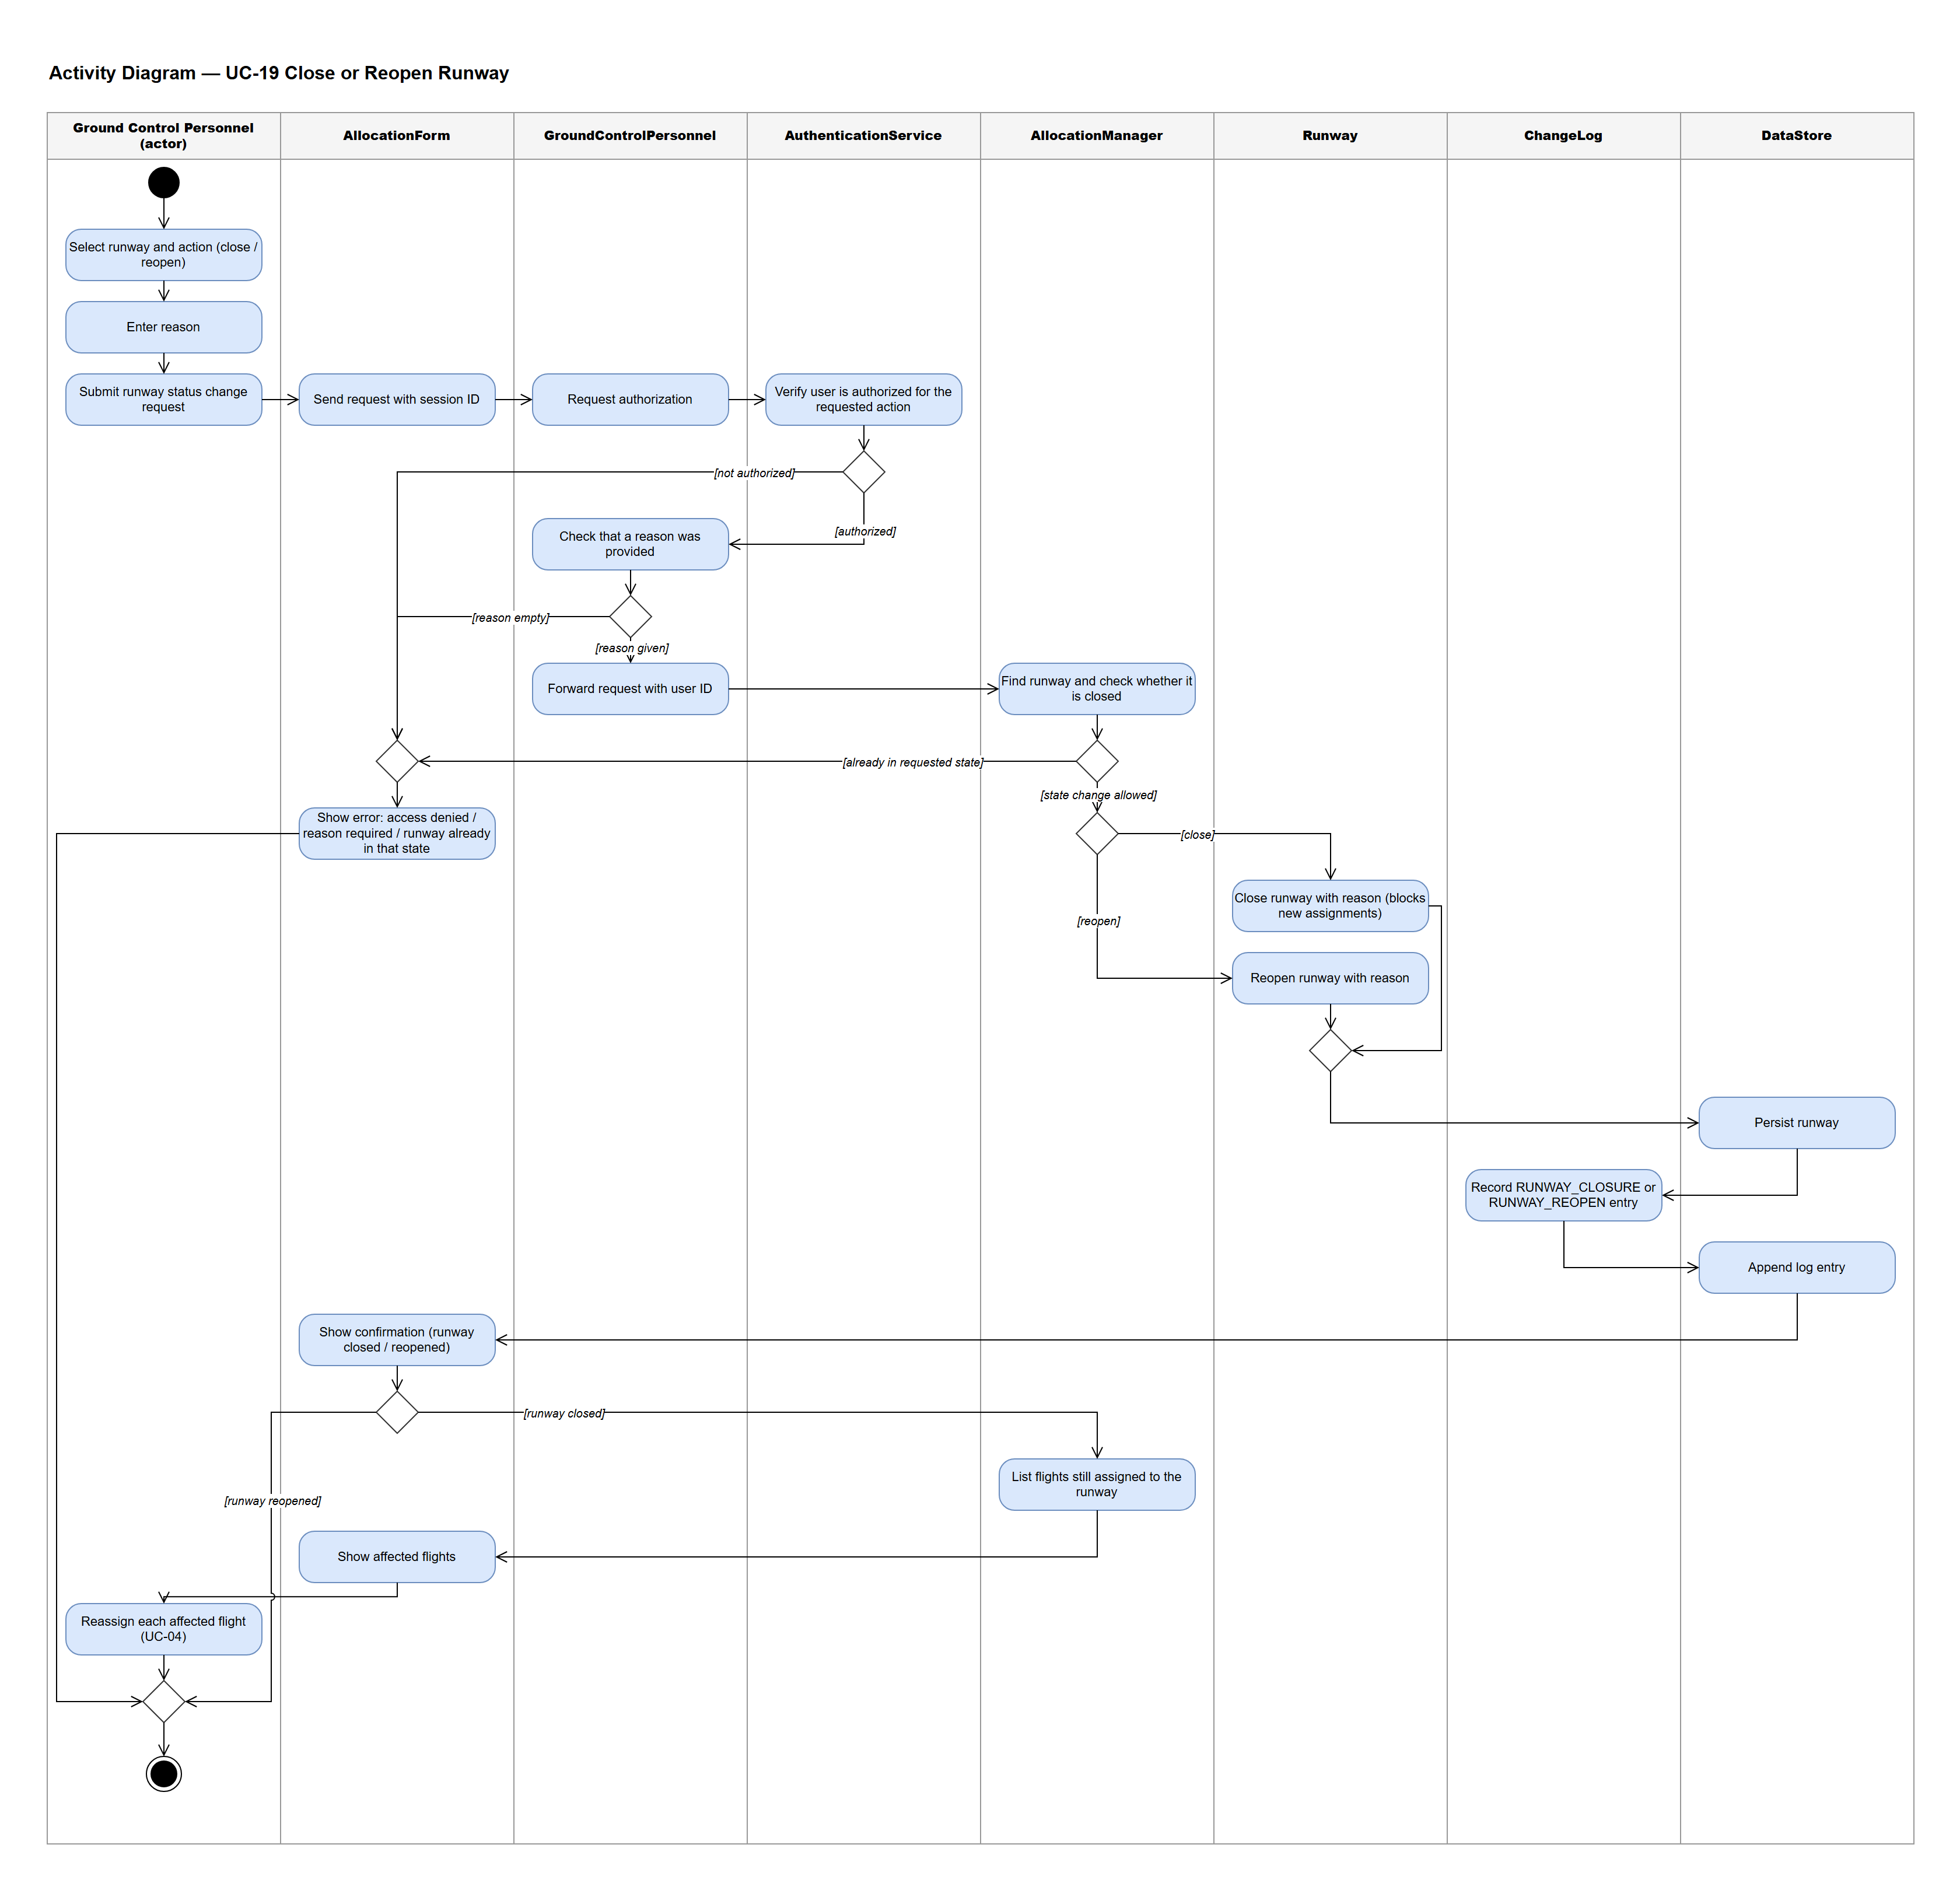 Activity Diagram — UC-19 Close or Reopen Runway
Ground Control Personnel
(actor)
AllocationForm
GroundControlPersonnel
AuthenticationService
AllocationManager
Runway
ChangeLog
DataStore
Select runway and action (close /
reopen)
Enter reason
Submit runway status change
request
Send request with session ID
Request authorization
Verify user is authorized for the
requested action
[not authorized]
[authorized]
Check that a reason was
provided
[reason empty]
[reason given]
Forward request with user ID
Find runway and check whether it
is closed
[already in requested state]
[state change allowed]
Show error: access denied /
reason required / runway already
in that state
[close]
Close runway with reason (blocks
new assignments)
[reopen]
Reopen runway with reason
Persist runway
Record RUNWAY_CLOSURE or
RUNWAY_REOPEN entry
Append log entry
Show confirmation (runway
closed / reopened)
[runway closed]
List flights still assigned to the
runway
[runway reopened]
Show affected flights
Reassign each affected flight
(UC-04)